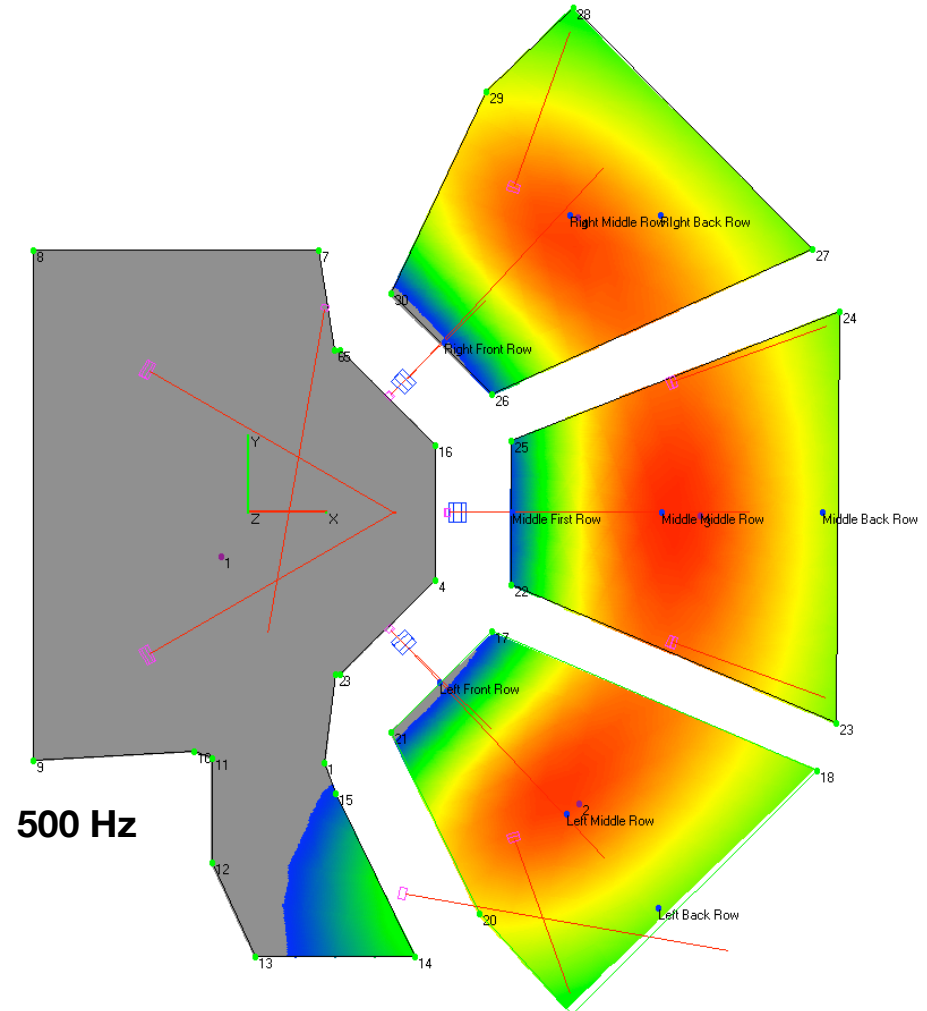 28
29
Right Middle Row
RIght Back Row
8
7
27
30
24
Right Front Row
65
26
Y
16
25
Z
X
Middle First Row
Middle Middle Row
3
Middle Back Row
1
4
22
17
23
Left Front Row
21
23
10
11
9
1
18
15
2
Left Middle Row
500 Hz
12
20
Left Back Row
13
14